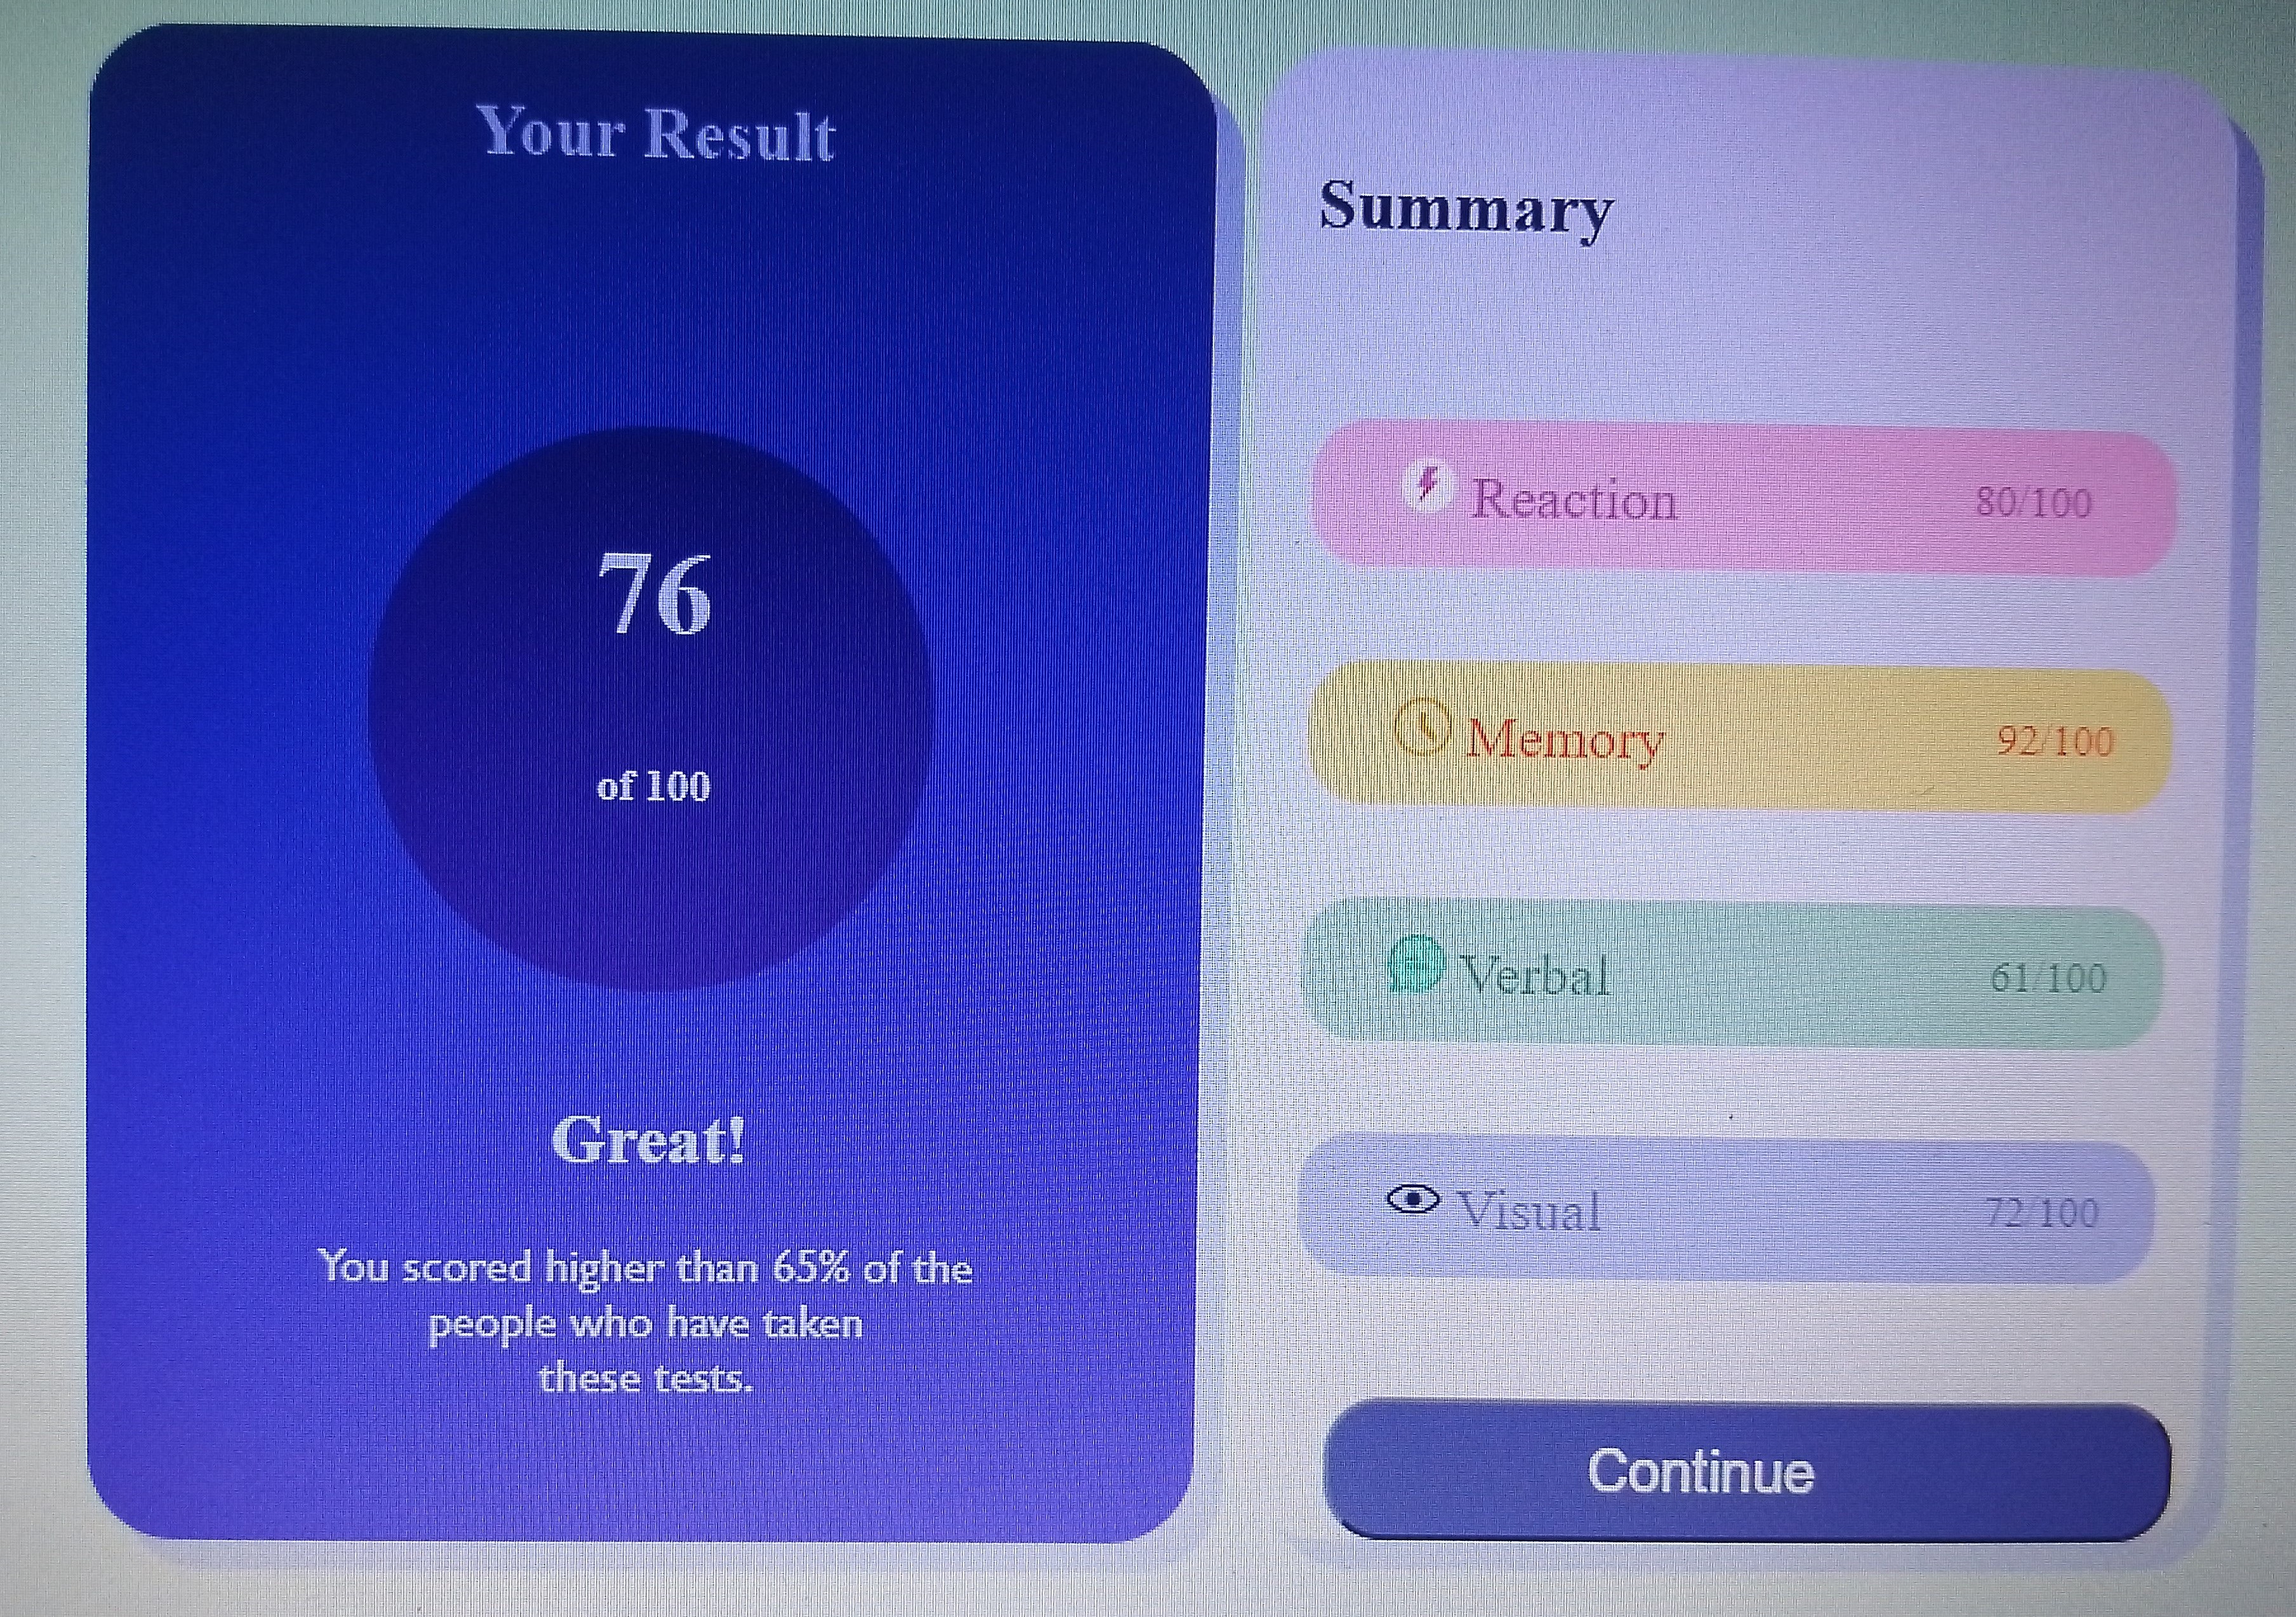 Your Result
76
of 100
Great!
You scored higher than 65% of the
people who have taken
these tests.
Summary
Reaction 80/100
Memory 92/100
Verbal 61/100
Visual 72/100
Continue